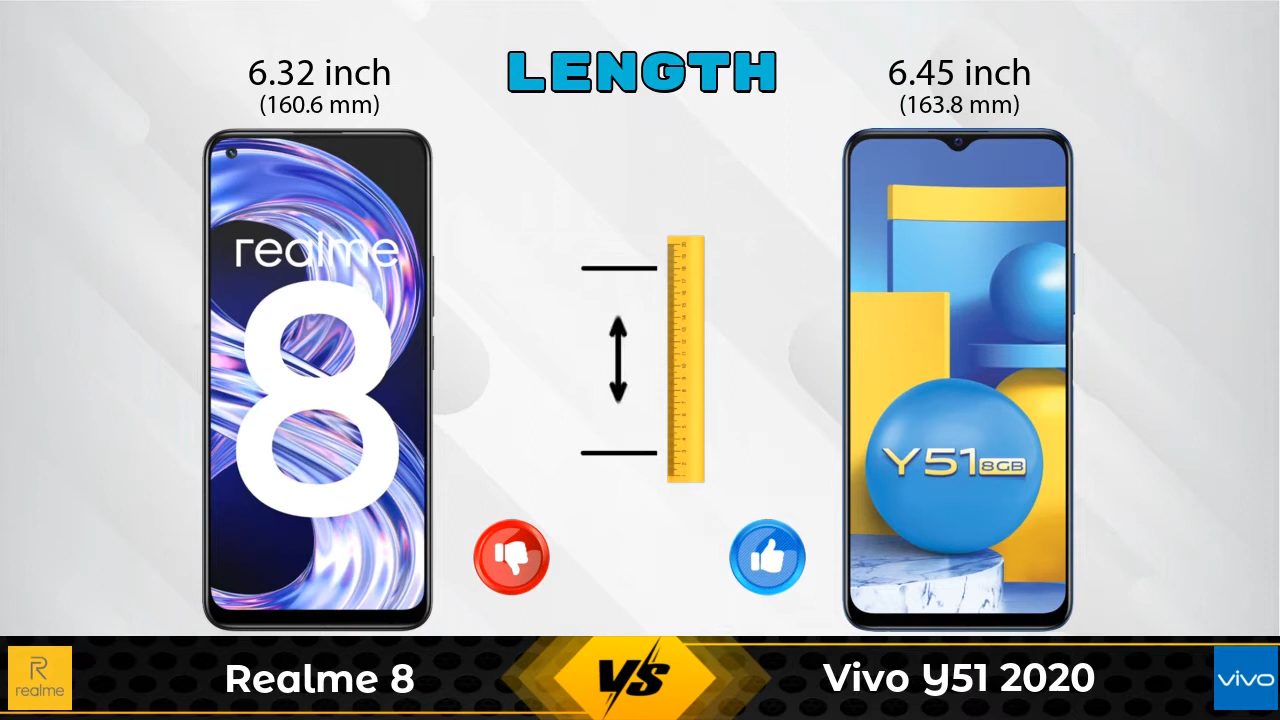 LENGTH
6.32 inch
(160.6 mm)
6.45 inch
(163.8 mm)
realme
8
Y51 8GB
R
realme
Realme 8
VS
Vivo Y51 2020
vivo